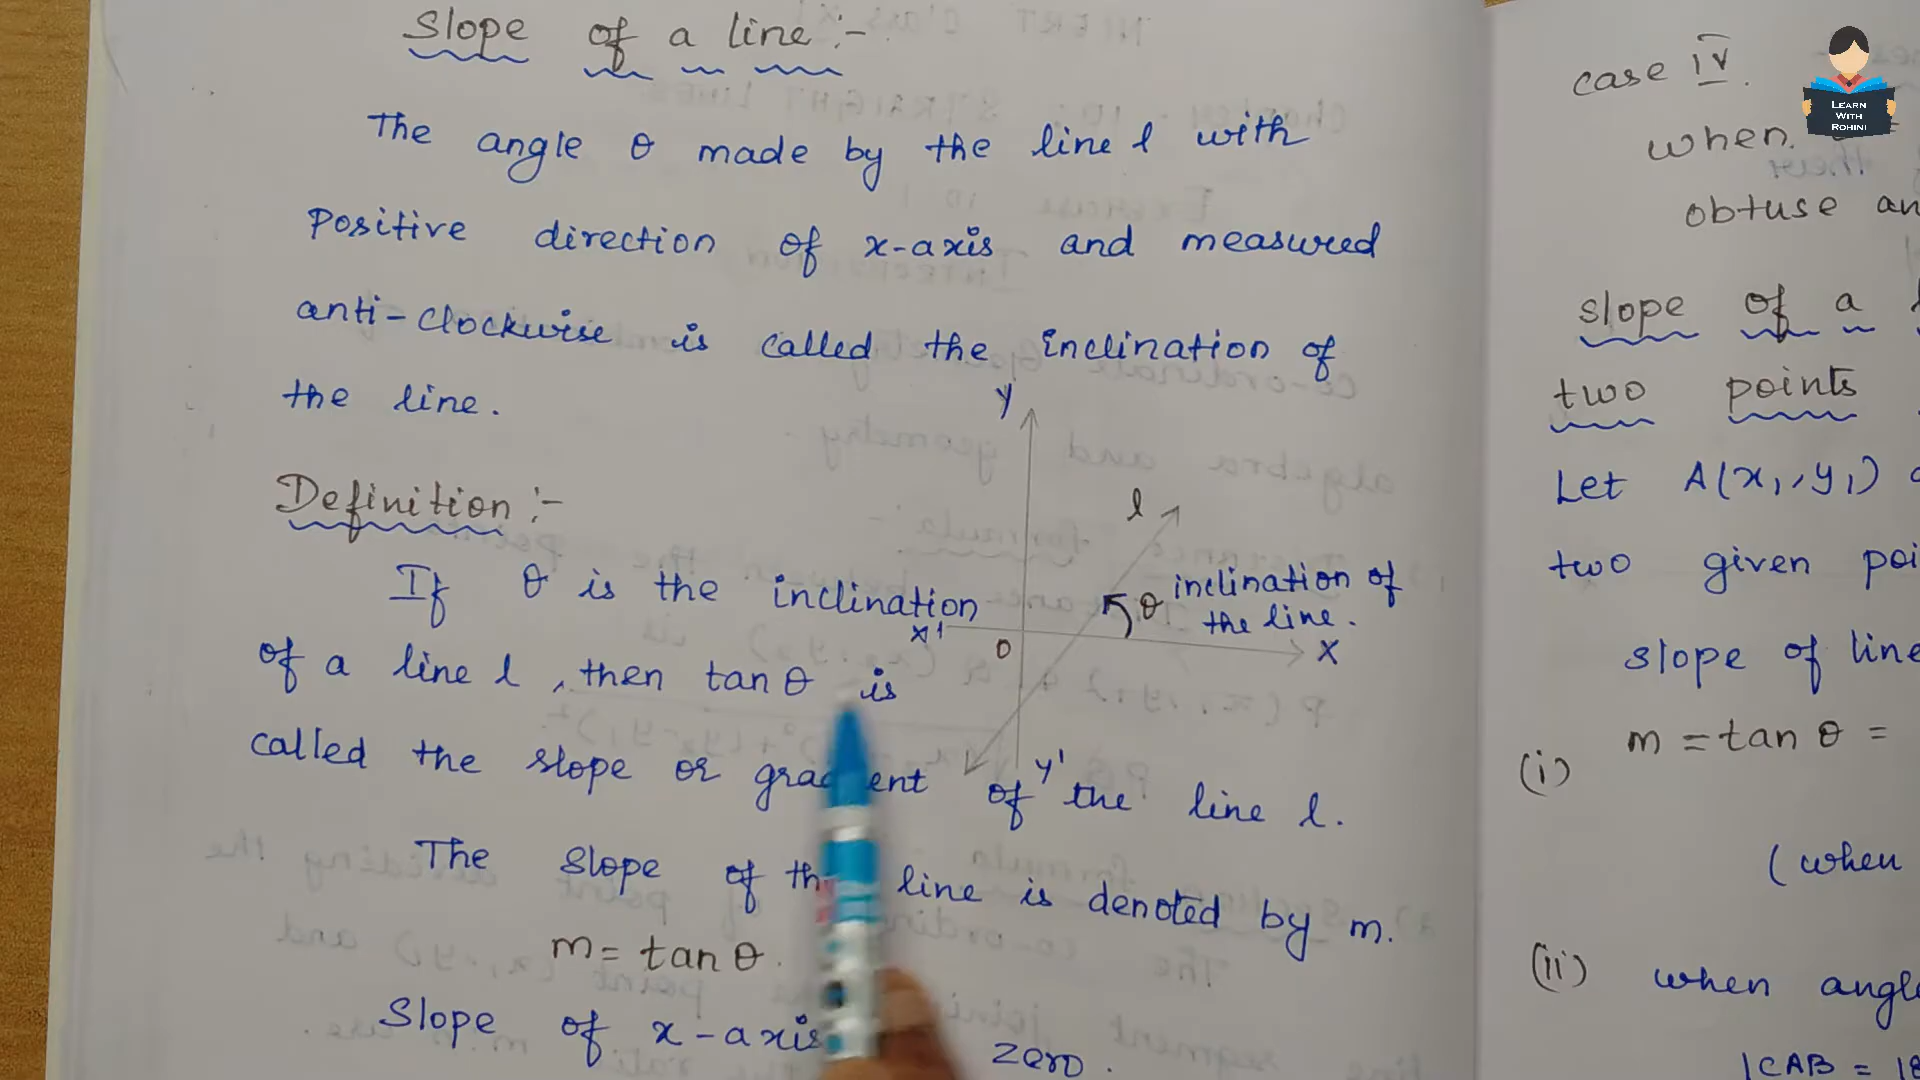 Slope of a line :-
The angle θ made by the line l with
positive direction of x-axis and measured
anti-clockwise is called the inclination of
the line.
Definition :-
If θ is the inclination
of a line l, then tan θ is
called the slope or gradient of the line l.
The slope of the line is denoted by m.
m = tan θ.
Slope of x-axis zero.
Y
l
θ inclination of
the line.
X'
O
X
Y'
case IV.
when.
obtuse
slope of a
two points
Let A(x₁, y₁)
two given
slope of line
(i) m = tan θ =
(when
(ii) when
LEARN
WITH
ROHINI